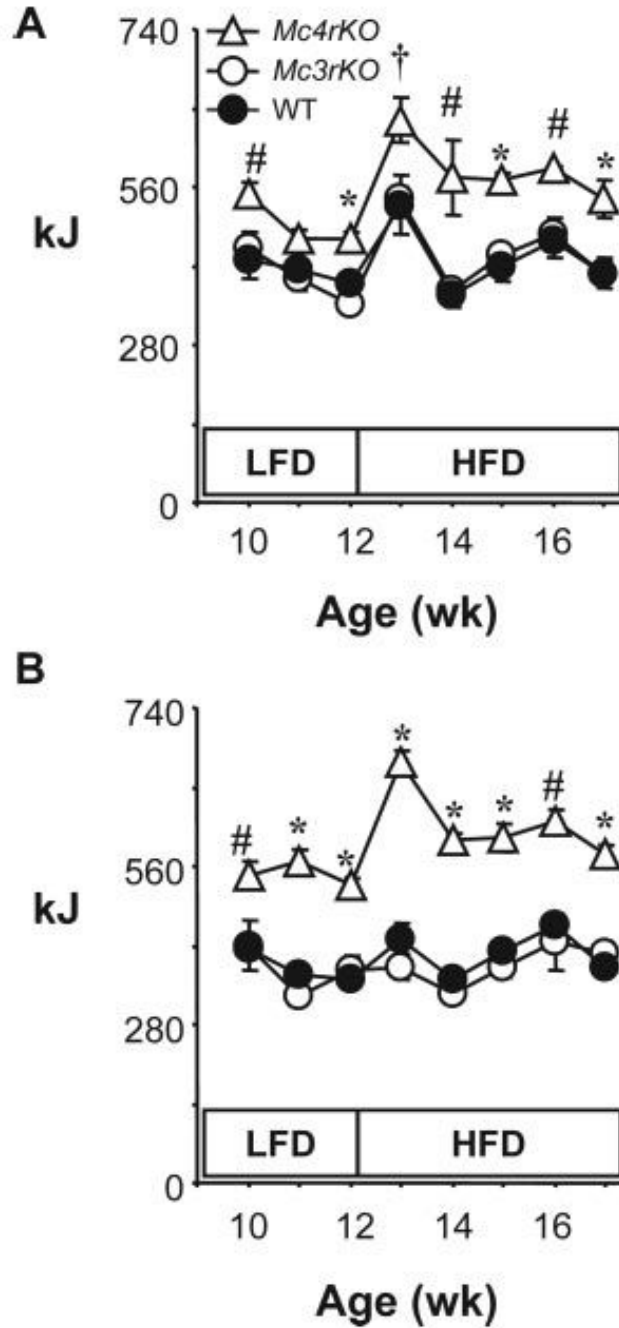 A
740
Mc4rKO
†
Mc3rKO
#
#
WT
#
*
*
*
560
kJ
280
LFD
HFD
0
10
12
14
16
Age (wk)
B
740
*
#
#
*
*
*
*
*
560
kJ
280
LFD
HFD
0
10
12
14
16
Age (wk)